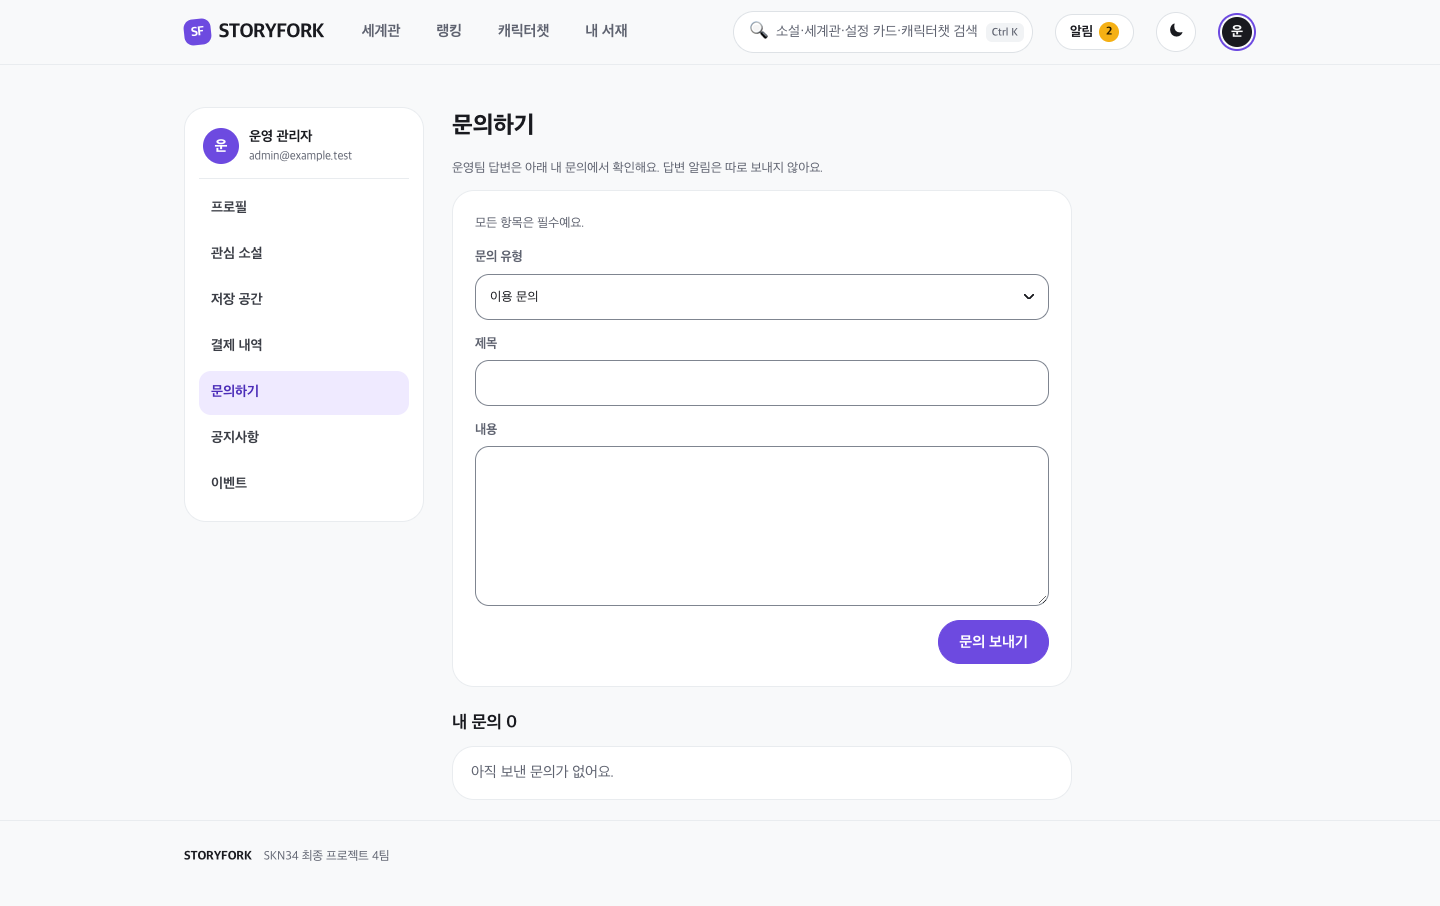 SF STORYFORK 세계관 랭킹 캐릭터챗 내 서재 소설·세계관·설정 카드·캐릭터챗 검색 Ctrl K 알림 2 운
운 운영 관리자
admin@example.test
프로필
관심 소설
저장 공간
결제 내역
문의하기
공지사항
이벤트
문의하기
운영팀 답변은 아래 내 문의에서 확인해요. 답변 알림은 따로 보내지 않아요.
모든 항목은 필수예요.
문의 유형
이용 문의
제목
내용
문의 보내기
내 문의 0
아직 보낸 문의가 없어요.
STORYFORK SKN34 최종 프로젝트 4팀